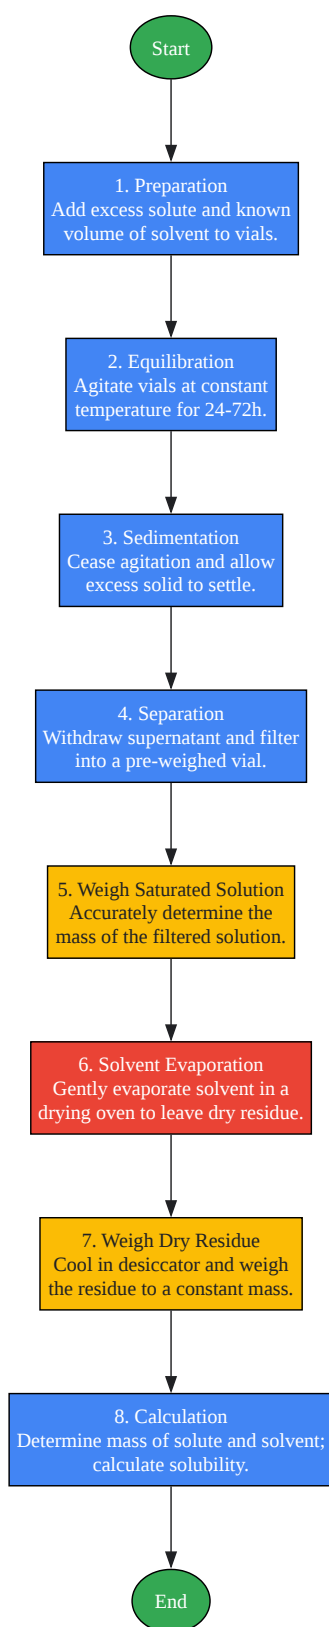 Start
1. Preparation
Add excess solute and known
volume of solvent to vials.
2. Equilibration
Agitate vials at constant
temperature for 24-72h.
3. Sedimentation
Cease agitation and allow
excess solid to settle.
4. Separation
Withdraw supernatant and filter
into a pre-weighed vial.
5. Weigh Saturated Solution
Accurately determine the
mass of the filtered solution.
6. Solvent Evaporation
Gently evaporate solvent in a
drying oven to leave dry residue.
7. Weigh Dry Residue
Cool in desiccator and weigh
the residue to a constant mass.
8. Calculation
Determine mass of solute and solvent;
calculate solubility.
End